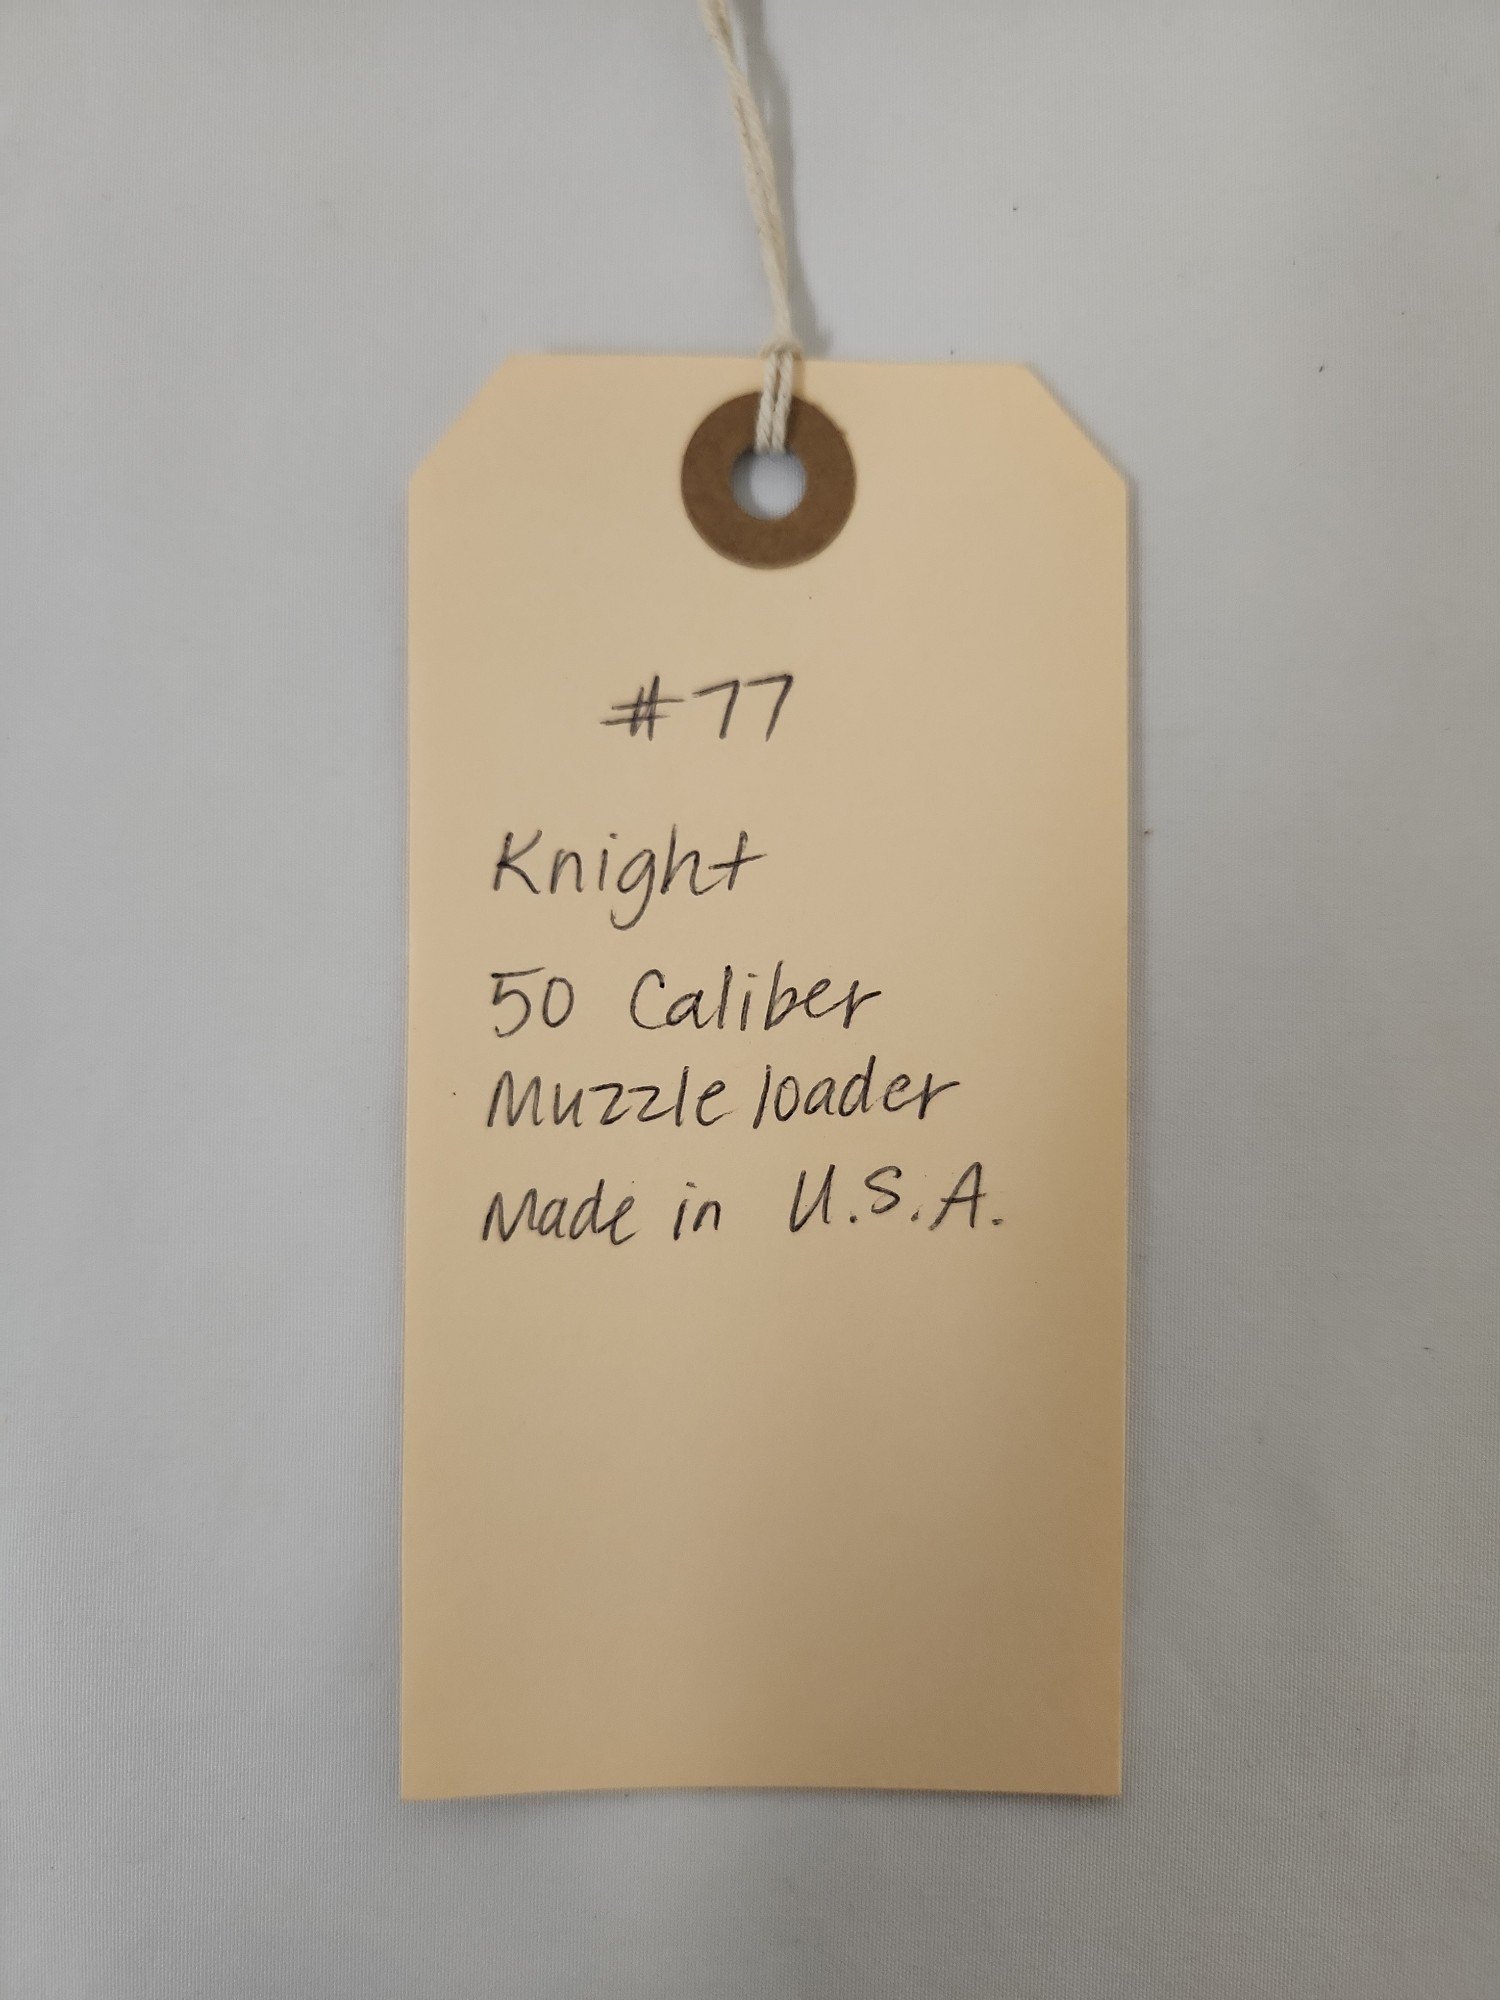 #77
Knight
50 Caliber
Muzzle loader
Made in U.S.A.